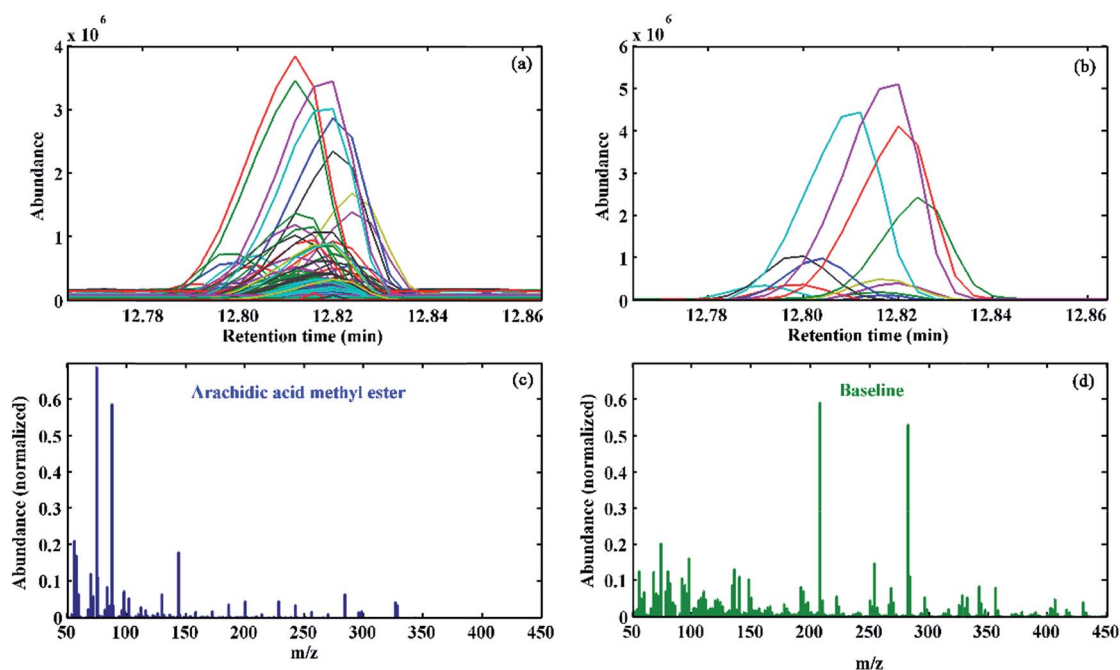 x 10 6
(a)
4
3
2
1
0
Abundance
12.78 12.80 12.82 12.84 12.86
Retention time (min)
x 10 6
(b)
6
5
4
3
2
1
0
Abundance
12.78 12.80 12.82 12.84 12.86
Retention time (min)
(c)
Arachidic acid methyl ester
0.6
0.5
0.4
0.3
0.2
0.1
0
Abundance (normalized)
50 100 150 200 250 300 350 400 450
m/z
(d)
Baseline
0.6
0.5
0.4
0.3
0.2
0.1
0
Abundance (normalized)
50 100 150 200 250 300 350 400 450
m/z